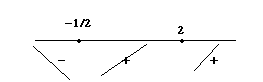 -1/2 2
- + +